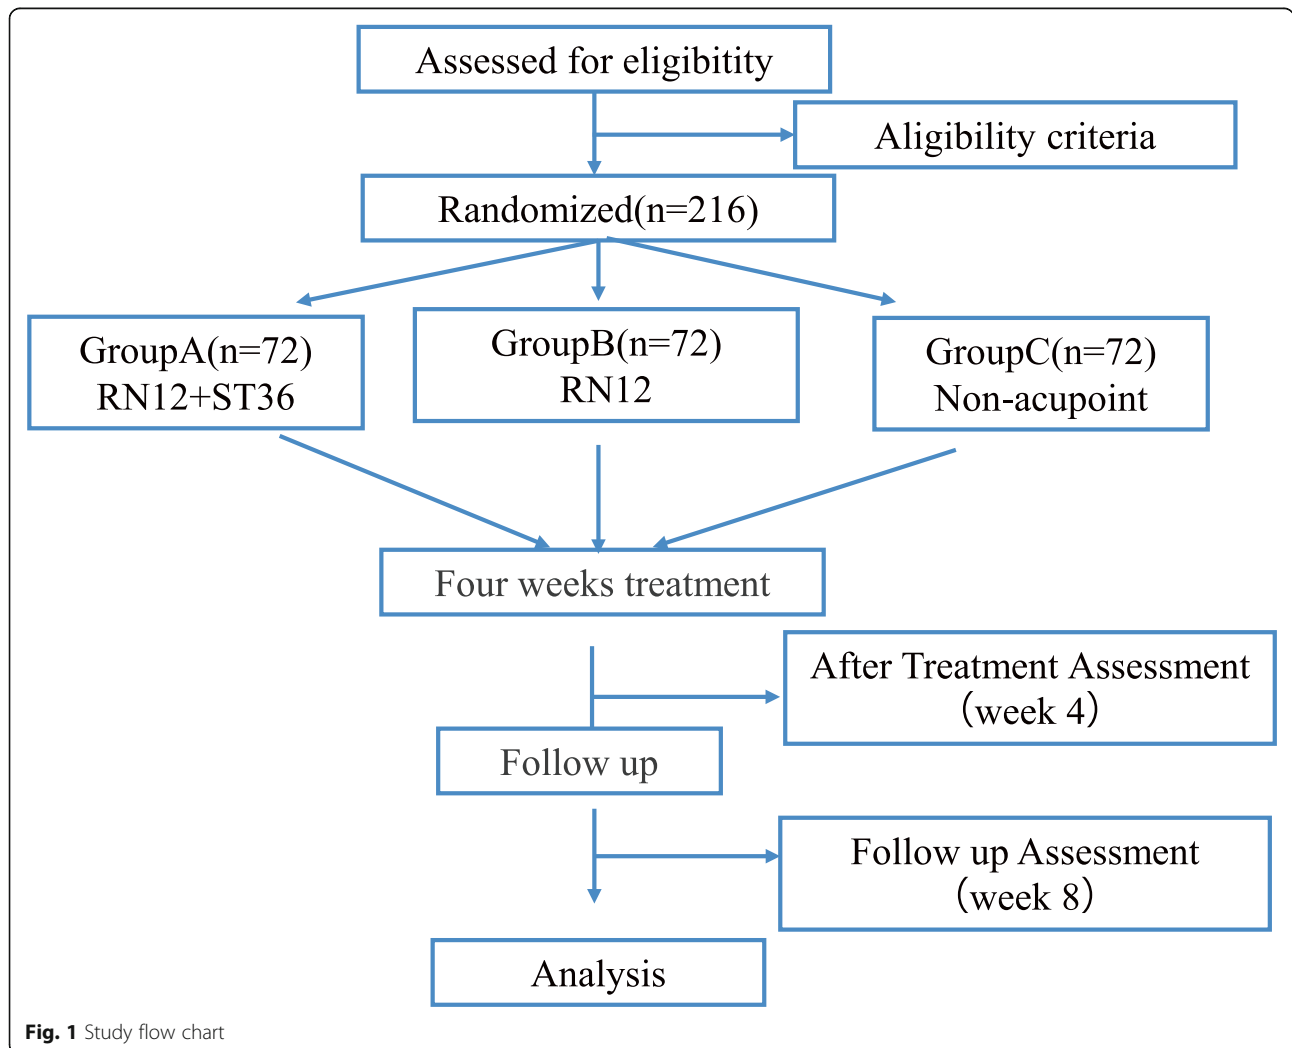 Assessed for eligibitity
Aligibility criteria
Randomized(n=216)
GroupA(n=72)
RN12+ST36
GroupB(n=72)
RN12
GroupC(n=72)
Non-acupoint
Four weeks treatment
After Treatment Assessment
（week 4）
Follow up
Follow up Assessment
（week 8）
Analysis
Fig. 1 Study flow chart